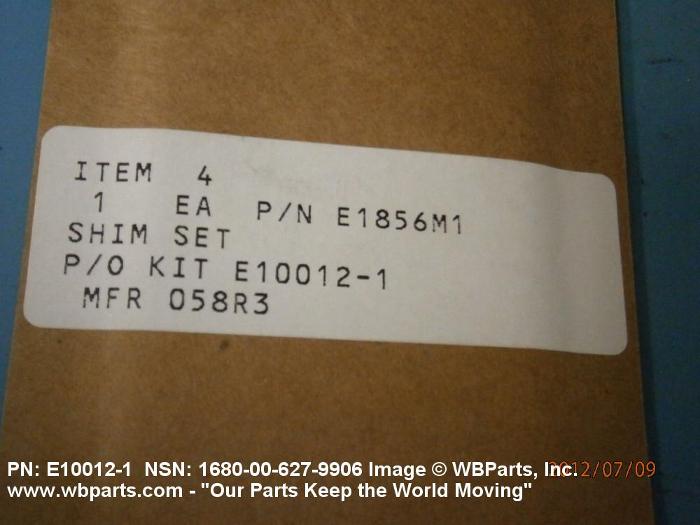 ITEM 4
1 EA P/N E1856M1
SHIM SET
P/O KIT E10012-1
MFR 058R3
PN: E10012-1 NSN: 1680-00-627-9906 Image © WBParts, Inc. 2012/07/09
www.wbparts.com - "Our Parts Keep the World Moving"